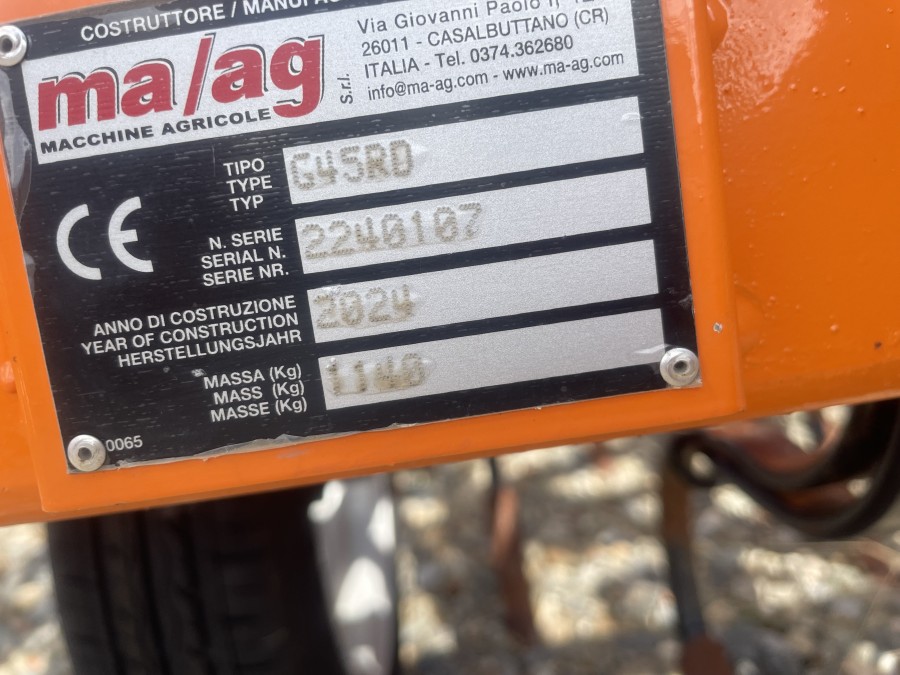 COSTRUTTORE /
Via Giovanni Paolo II,
26011 - CASALBUTTANO (CR)
ITALIA - Tel. 0374.362680
info@ma-ag.com - www.ma-ag.com
ma/ag S.r.l.
MACCHINE AGRICOLE
TIPO
TYPE
TYP
G45RD
CE
N. SERIE
SERIAL N.
SERIE NR.
2240107
ANNO DI COSTRUZIONE
YEAR OF CONSTRUCTION
HERSTELLUNGSJAHR
2024
MASSA (Kg)
MASS (Kg)
MASSE (Kg)
1140
0065